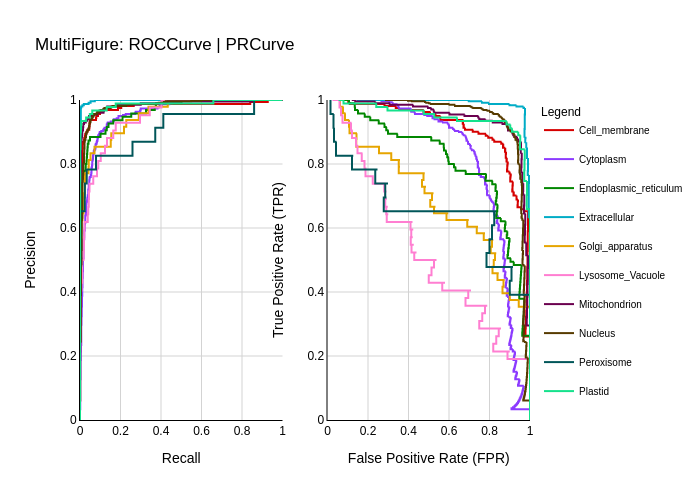 MultiFigure: ROCCurve | PRCurve
Precision
1
0.8
0.6
0.4
0.2
0
0
0.2
0.4
0.6
0.8
1
Recall
True Positive Rate (TPR)
1
0.8
0.6
0.4
0.2
0
0
0.2
0.4
0.6
0.8
1
False Positive Rate (FPR)
Legend
Cell_membrane
Cytoplasm
Endoplasmic_reticulum
Extracellular
Golgi_apparatus
Lysosome_Vacuole
Mitochondrion
Nucleus
Peroxisome
Plastid